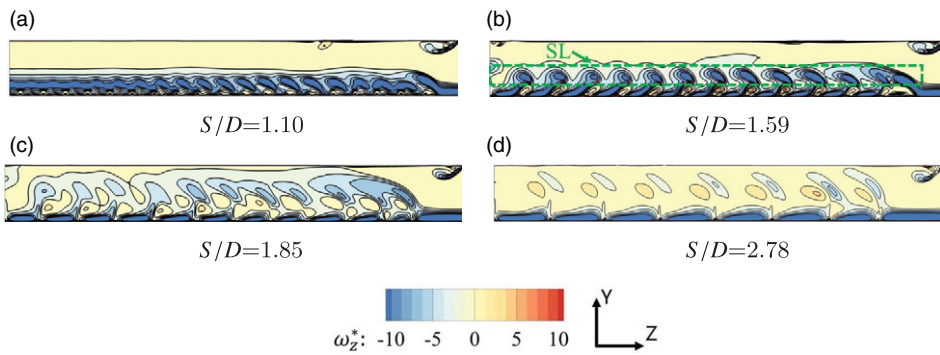 (a)
(b)
SL
S/D=1.10
S/D=1.59
(c)
(d)
S/D=1.85
S/D=2.78
ω*z: -10 -5 0 5 10
Y
Z